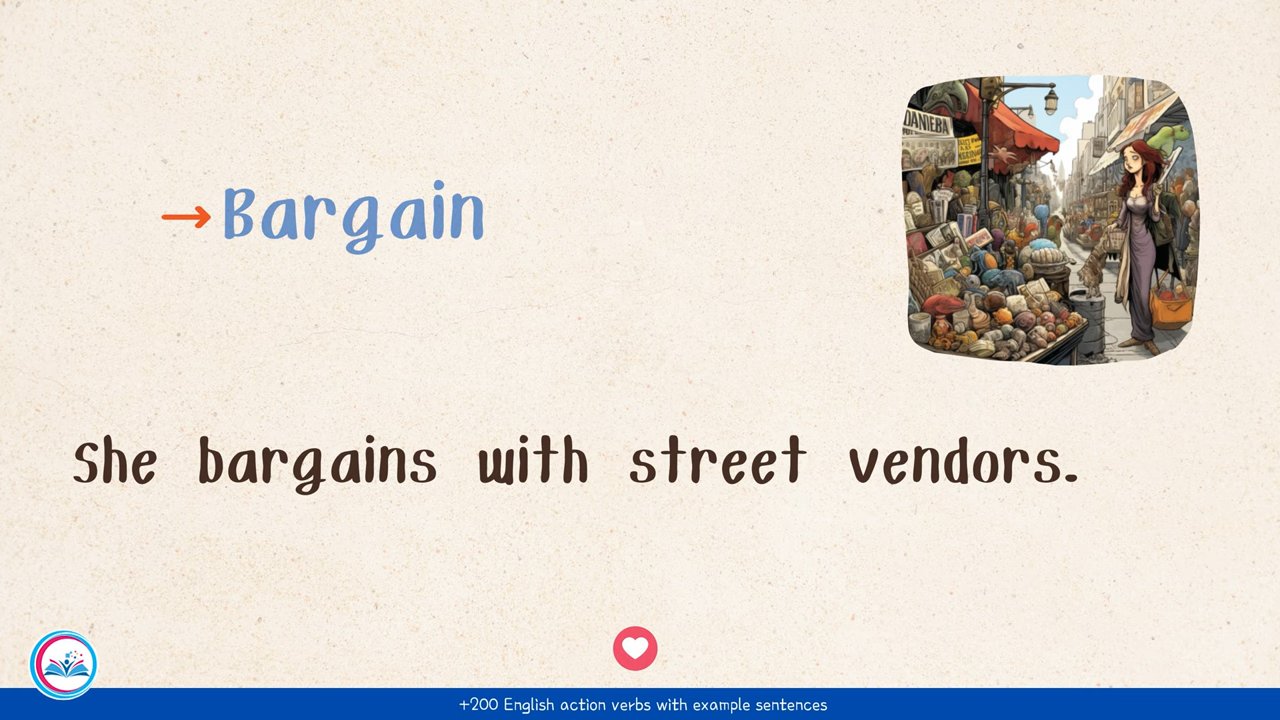 DANIEBA
→ Bargain
She bargains with street vendors.
+200 English action verbs with example sentences